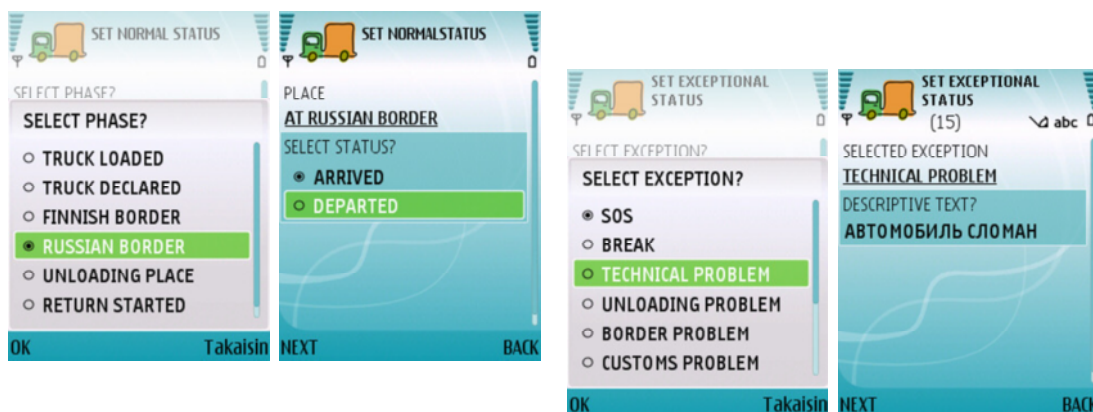 SET NORMAL STATUS
SELECT PHASE?
SELECT PHASE?
TRUCK LOADED
TRUCK DECLARED
FINNISH BORDER
RUSSIAN BORDER
UNLOADING PLACE
RETURN STARTED
OK Takaisin
SET NORMALSTATUS
PLACE
AT RUSSIAN BORDER
SELECT STATUS?
ARRIVED
DEPARTED
NEXT BACK
SET EXCEPTIONAL
STATUS
SELECT EXCEPTION?
SELECT EXCEPTION?
SOS
BREAK
TECHNICAL PROBLEM
UNLOADING PROBLEM
BORDER PROBLEM
CUSTOMS PROBLEM
OK Takaisin
SET EXCEPTIONAL
STATUS
(15) abc
SELECTED EXCEPTION
TECHNICAL PROBLEM
DESCRIPTIVE TEXT?
АВТОМОБИЛЬ СЛОМАН
NEXT BACK